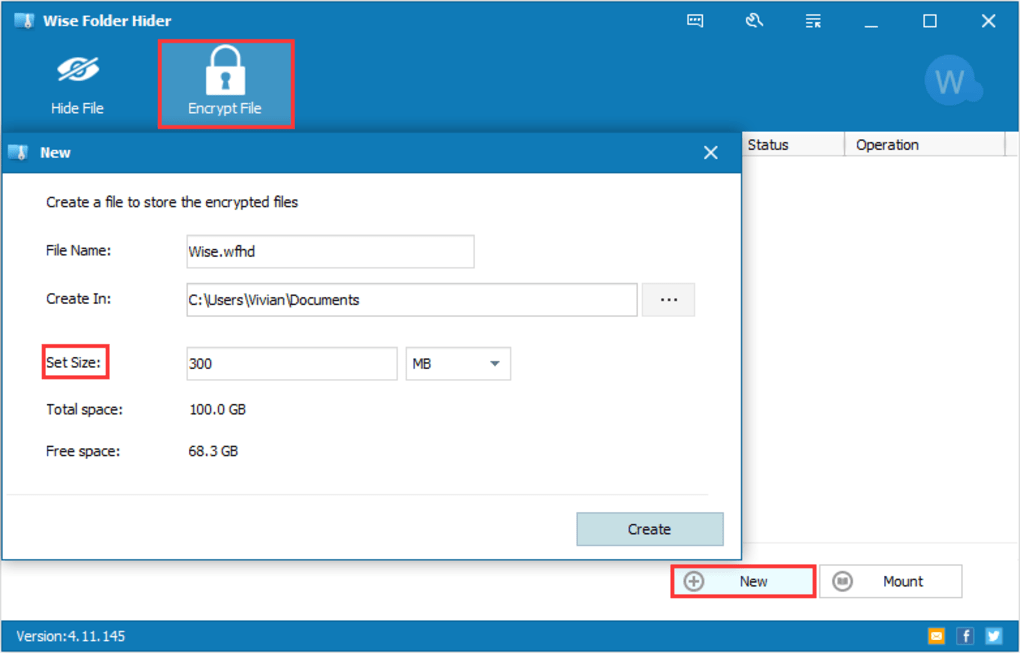 Wise Folder Hider
Hide File
Encrypt File
W
New
Status
Operation
Create a file to store the encrypted files
File Name:
Wise.wfhd
Create In:
C:\Users\Vivian\Documents
...
Set Size:
300
MB
Total space:
100.0 GB
Free space:
68.3 GB
Create
New
Mount
Version:4.11.145
f